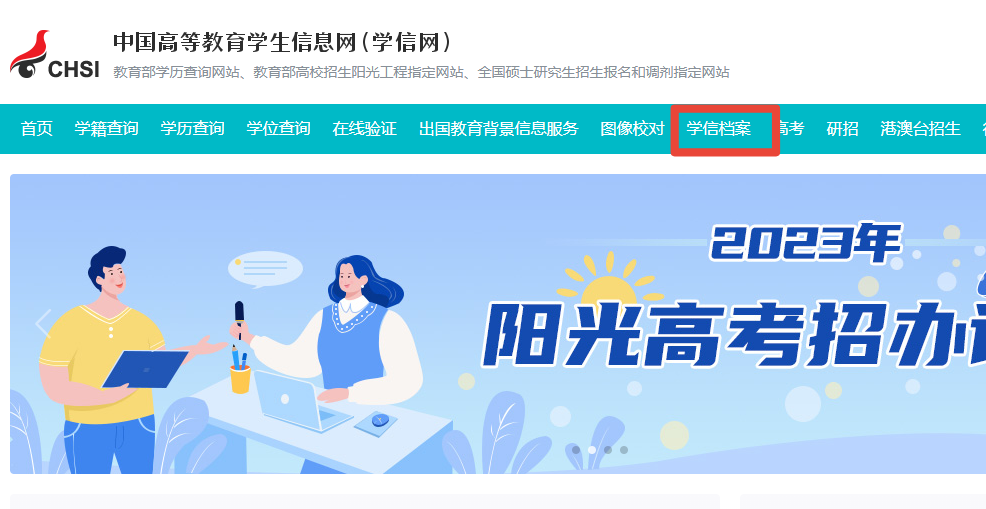 中国高等教育学生信息网(学信网)
CHSI
教育部学历查询网站、教育部高校招生阳光工程指定网站、全国硕士研究生招生报名和调剂指定网站
首页 学籍查询 学历查询 学位查询 在线验证 出国教育背景信息服务 图像校对 学信档案 高考 研招 港澳台招生
2023年
阳光高考招办